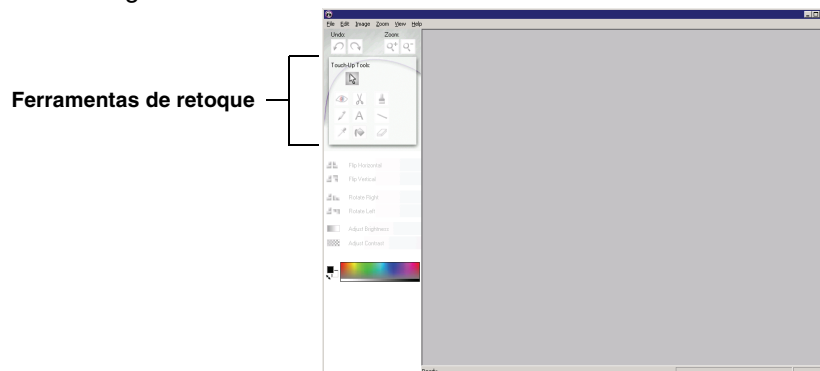 File Edit Image Zoom View Help
Undo: Zoom:
Touch-Up Tools:
A
Ferramentas de retoque
Flip Horizontal
Flip Vertical
Rotate Right
Rotate Left
Adjust Brightness
Adjust Contrast
Ready